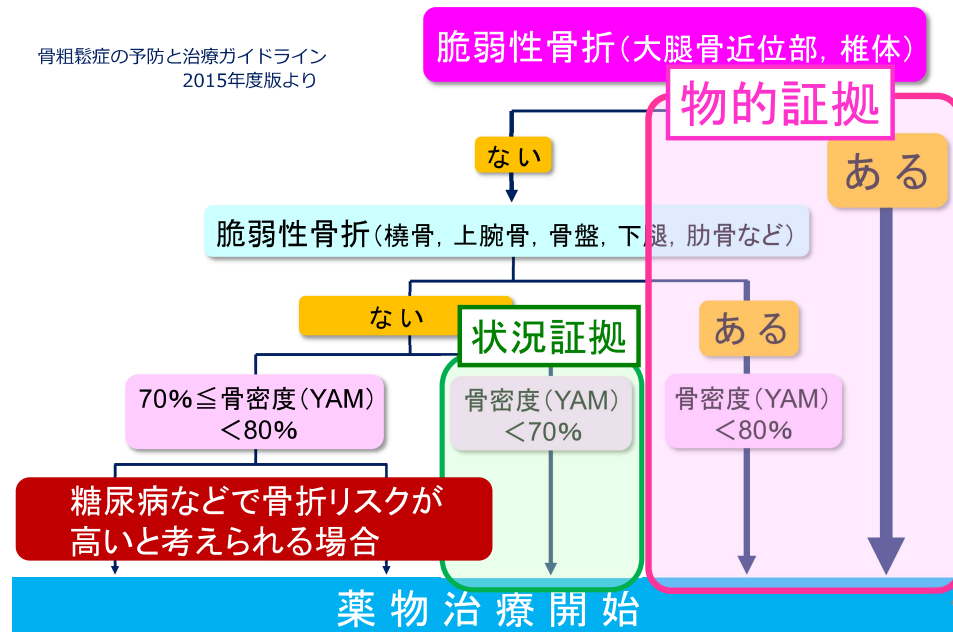 骨粗鬆症の予防と治療ガイドライン
2015年度版より
脆弱性骨折(大腿骨近位部, 椎体)
物的証拠
ない
ある
脆弱性骨折(橈骨, 上腕骨, 骨盤, 下腿, 肋骨など)
ない
状況証拠
ある
70%≦骨密度(YAM)
<80%
骨密度(YAM)
<70%
骨密度(YAM)
<80%
糖尿病などで骨折リスクが
高いと考えられる場合
薬物治療開始